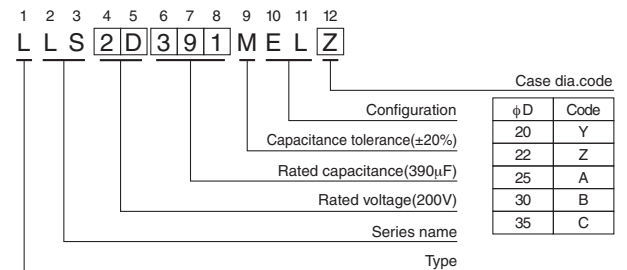 1 2 3 4 5 6 7 8 9 10 11 12
L L S 2 D 3 9 1 M E L Z
Case dia.code
Configuration
Capacitance tolerance(±20%)
Rated capacitance(390µF)
Rated voltage(200V)
Series name
Type
φD Code
20 Y
22 Z
25 A
30 B
35 C